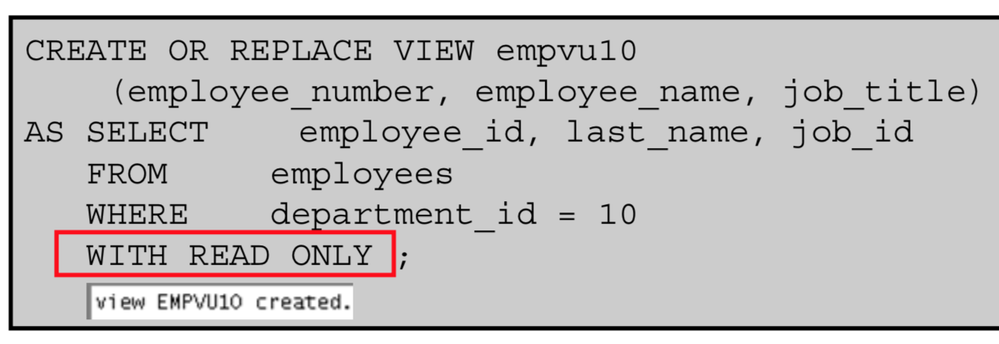 CREATE OR REPLACE VIEW empvu10
(employee_number, employee_name, job_title)
AS SELECT employee_id, last_name, job_id
FROM employees
WHERE department_id = 10
WITH READ ONLY ;
view EMPVU10 created.